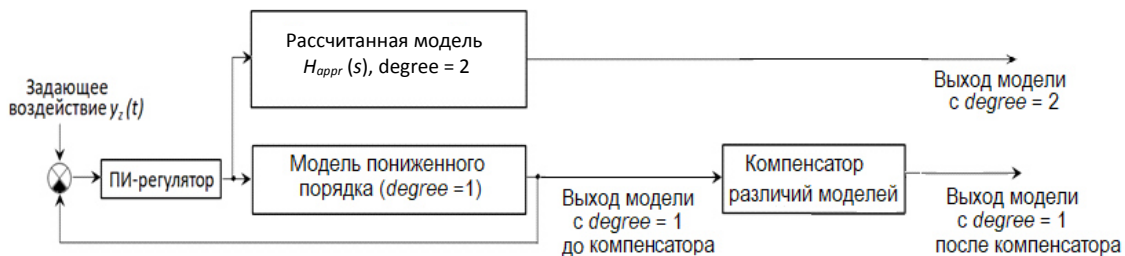 Рассчитанная модель
H_appr (s), degree = 2
Выход модели
с degree = 2
Задающее
воздействие y_z(t)
ПИ-регулятор
Модель пониженного
порядка (degree =1)
Выход модели
с degree = 1
до компенсатора
Компенсатор
различий моделей
Выход модели
с degree = 1
после компенсатора